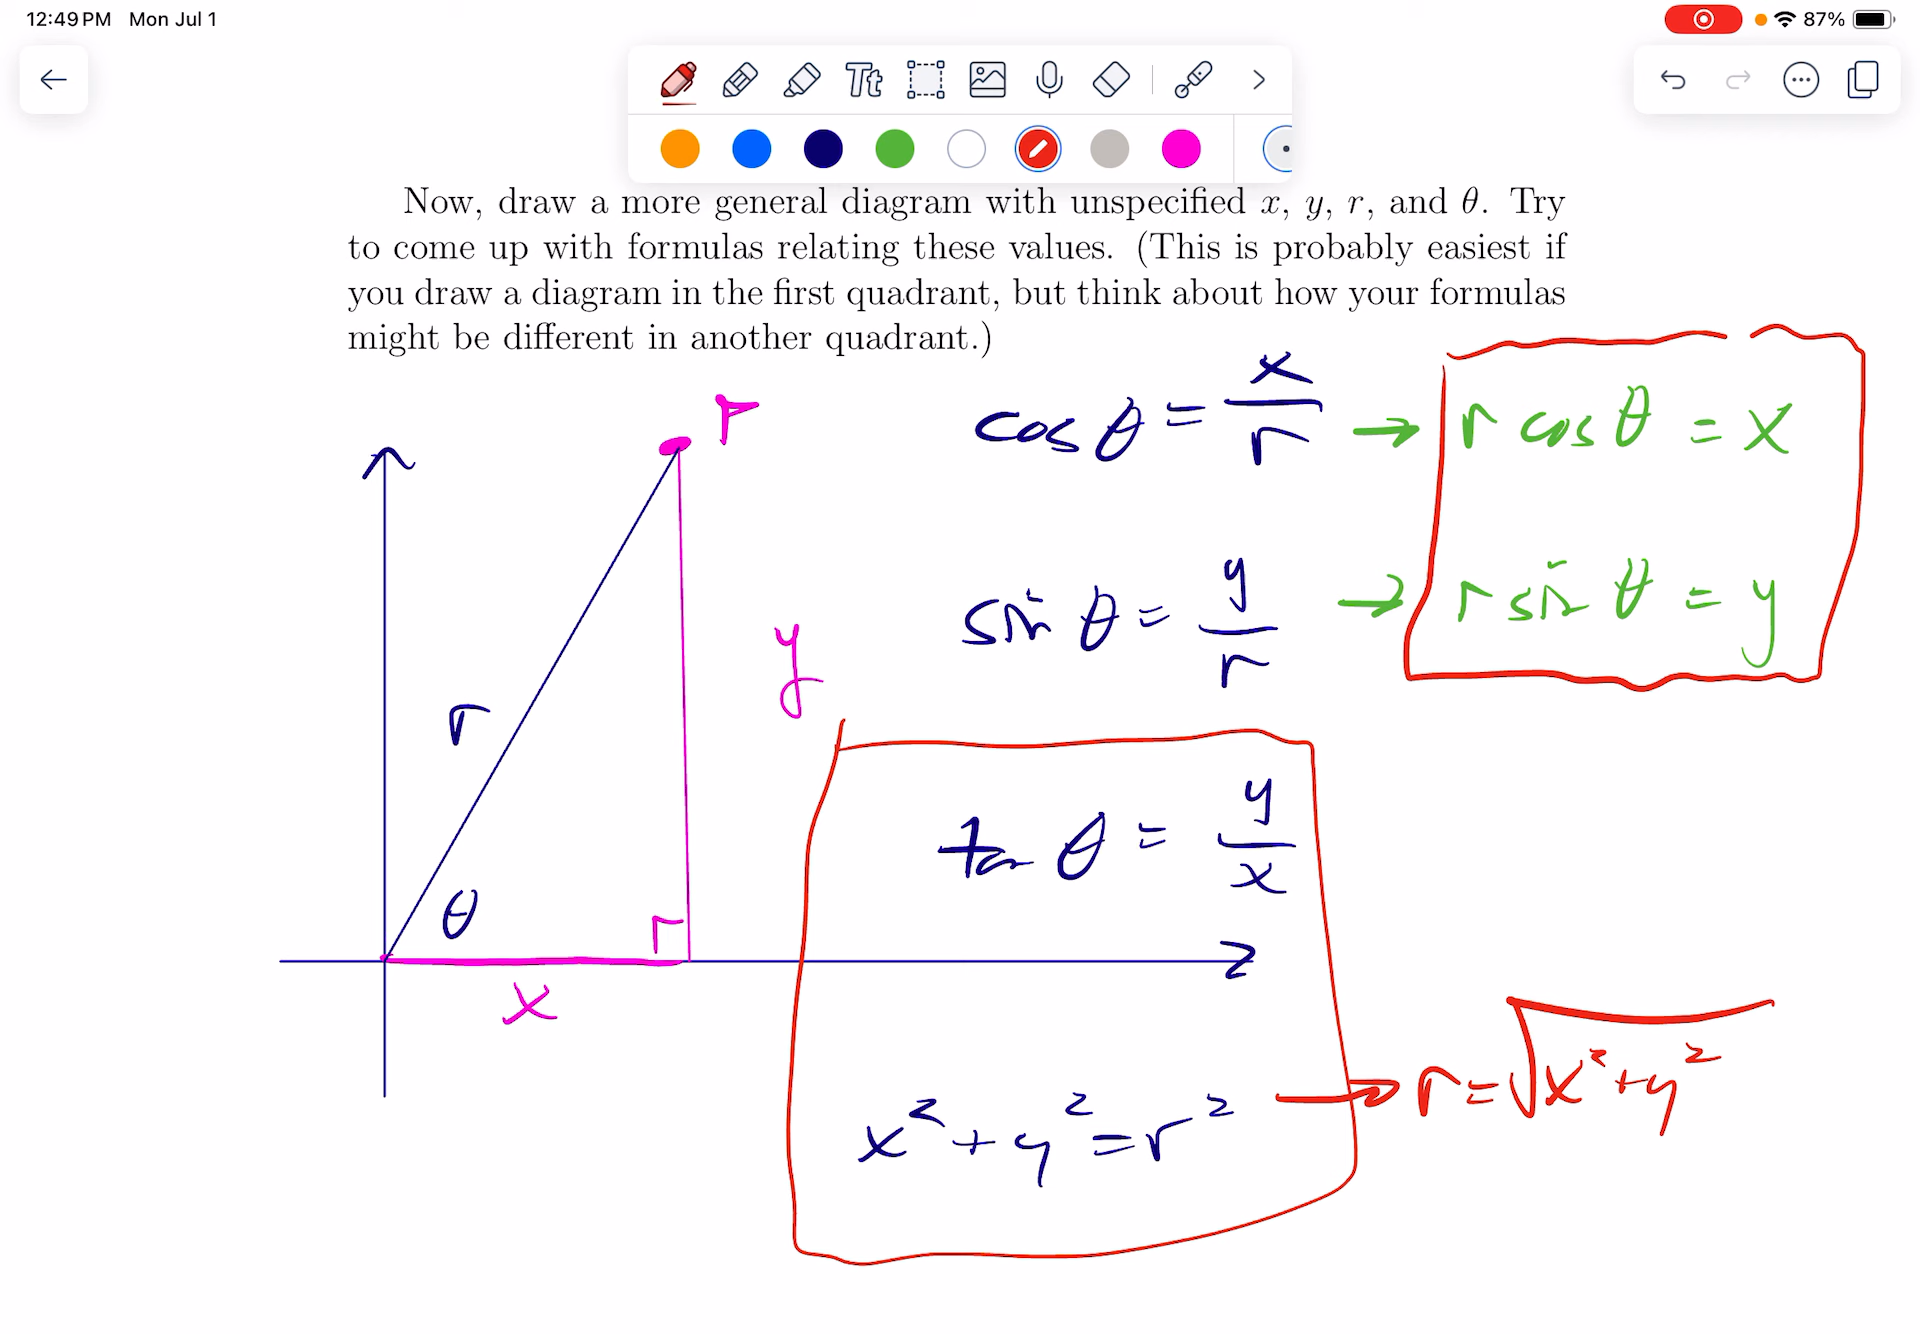 12:49 PM Mon Jul 1
87%
Tt
Now, draw a more general diagram with unspecified x, y, r, and θ. Try
to come up with formulas relating these values. (This is probably easiest if
you draw a diagram in the first quadrant, but think about how your formulas
might be different in another quadrant.)
cos θ = x/r → r cos θ = x
sin θ = y/r → r sin θ = y
r
y
θ
x
tan θ = y/x
x² + y² = r² → r = √x² + y²